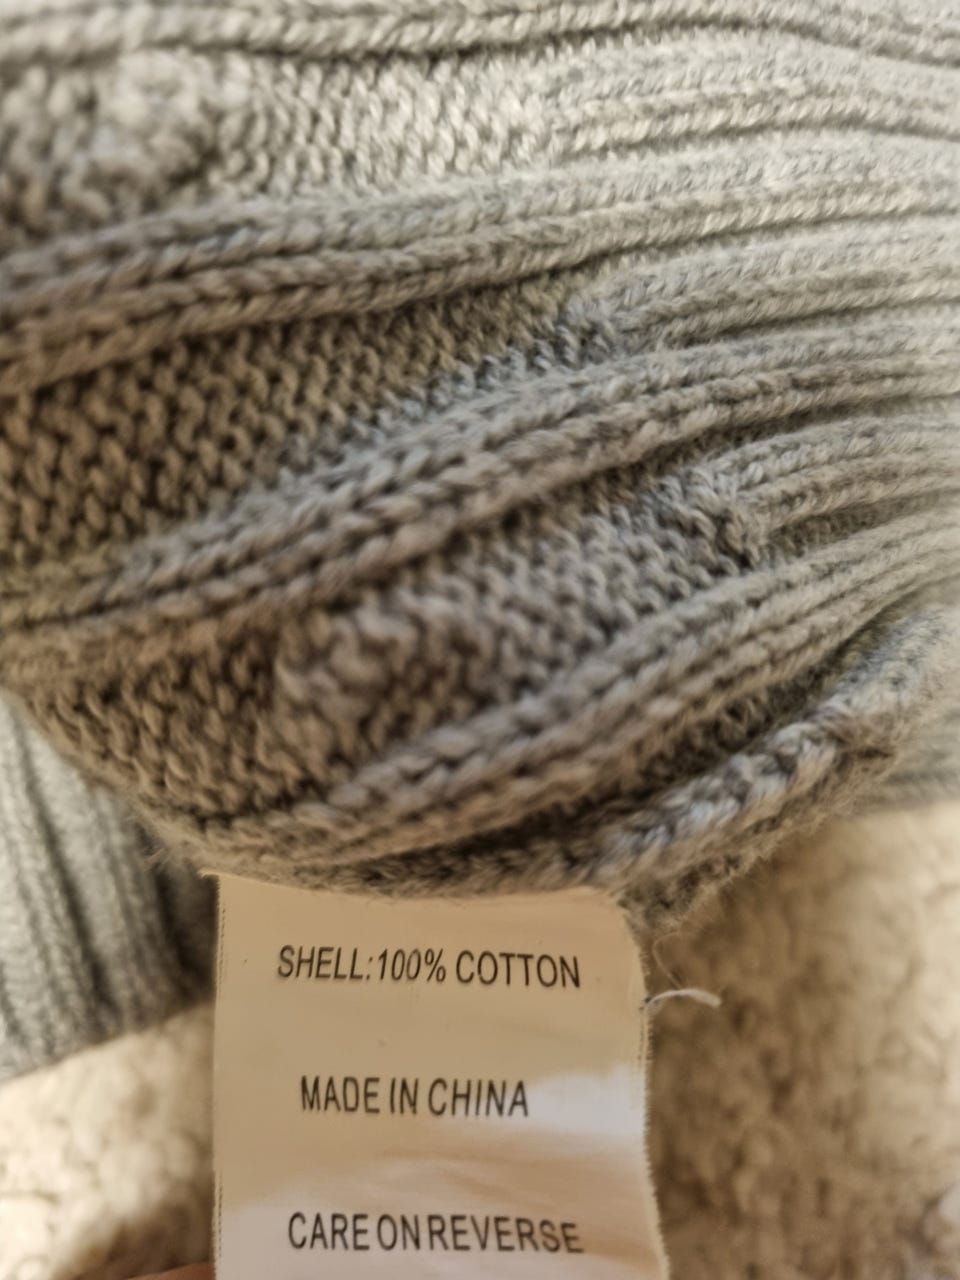 SHELL:100% COTTON
MADE IN CHINA
CARE ON REVERSE